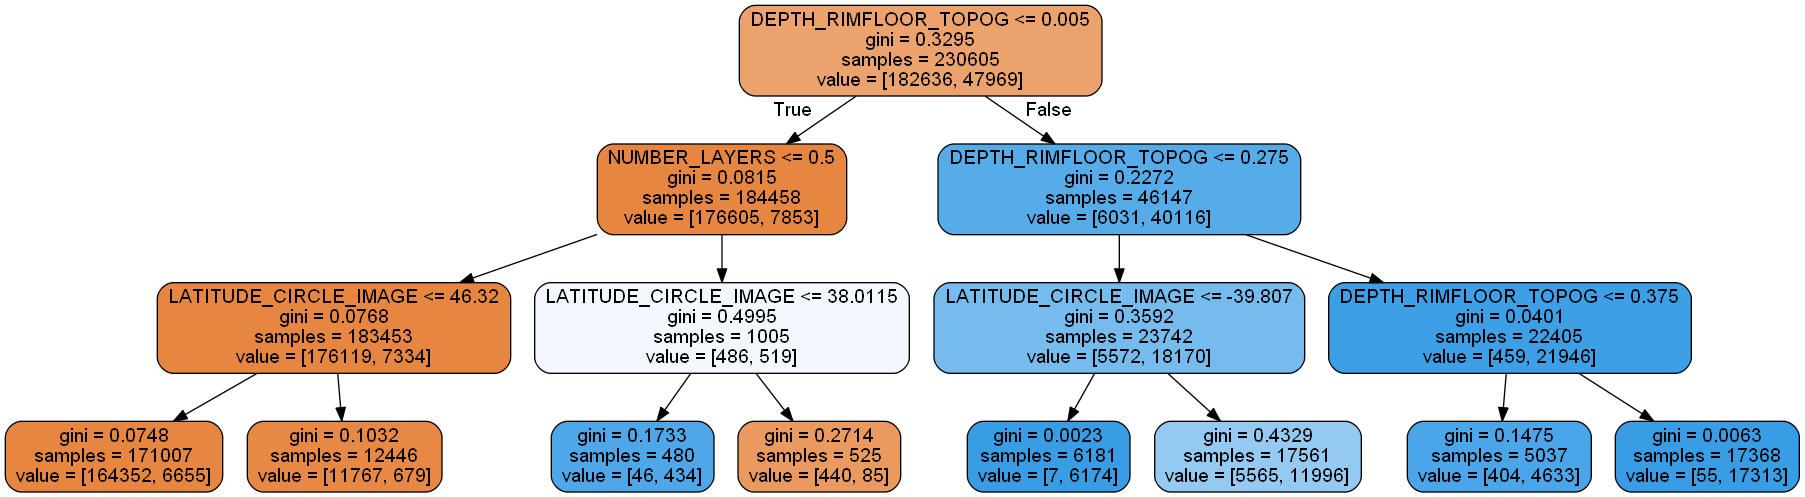 DEPTH_RIMFLOOR_TOPOG <= 0.005
gini = 0.3295
samples = 230605
value = [182636, 47969]
True
False
NUMBER_LAYERS <= 0.5
gini = 0.0815
samples = 184458
value = [176605, 7853]
DEPTH_RIMFLOOR_TOPOG <= 0.275
gini = 0.2272
samples = 46147
value = [6031, 40116]
LATITUDE_CIRCLE_IMAGE <= 46.32
gini = 0.0768
samples = 183453
value = [176119, 7334]
LATITUDE_CIRCLE_IMAGE <= 38.0115
gini = 0.4995
samples = 1005
value = [486, 519]
LATITUDE_CIRCLE_IMAGE <= -39.807
gini = 0.3592
samples = 23742
value = [5572, 18170]
DEPTH_RIMFLOOR_TOPOG <= 0.375
gini = 0.0401
samples = 22405
value = [459, 21946]
gini = 0.0748
samples = 171007
value = [164352, 6655]
gini = 0.1032
samples = 12446
value = [11767, 679]
gini = 0.1733
samples = 480
value = [46, 434]
gini = 0.2714
samples = 525
value = [440, 85]
gini = 0.0023
samples = 6181
value = [7, 6174]
gini = 0.4329
samples = 17561
value = [5565, 11996]
gini = 0.1475
samples = 5037
value = [404, 4633]
gini = 0.0063
samples = 17368
value = [55, 17313]